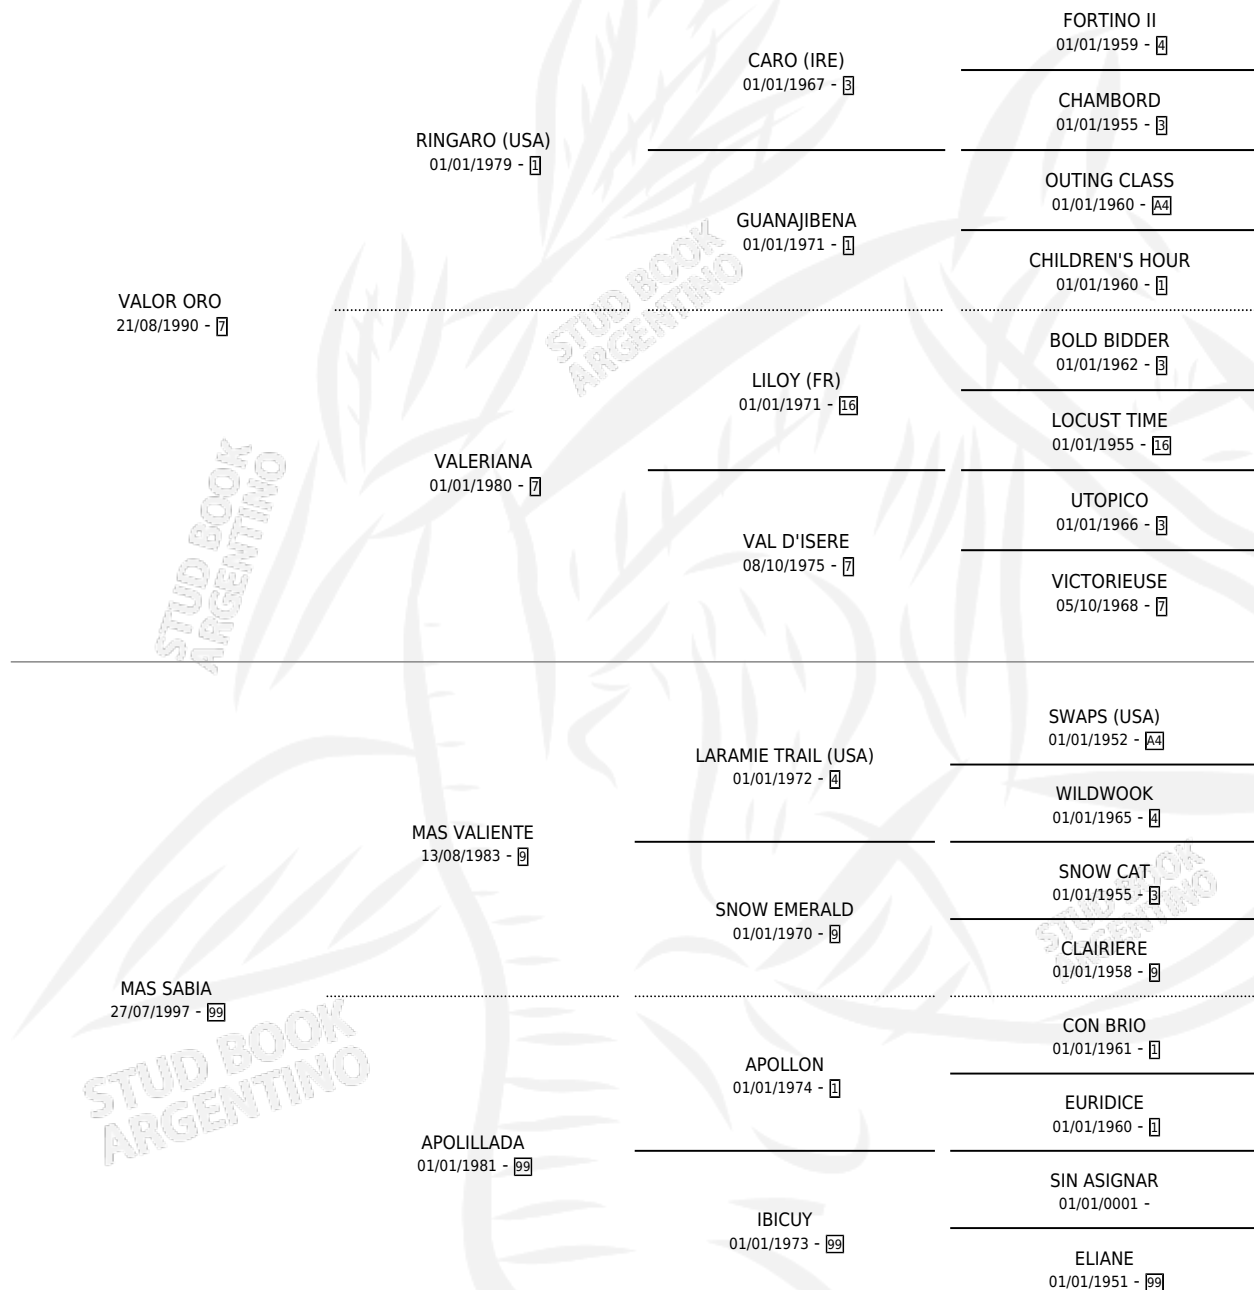 FORTINO II
01/01/1959 - 4
CARO (IRE)
01/01/1967 - 3
CHAMBORD
01/01/1955 - 3
RINGARO (USA)
01/01/1979 - 1
OUTING CLASS
01/01/1960 - A4
GUANAJIBENA
01/01/1971 - 1
CHILDREN'S HOUR
01/01/1960 - 1
VALOR ORO
21/08/1990 - 7
BOLD BIDDER
01/01/1962 - 3
LILOY (FR)
01/01/1971 - 16
LOCUST TIME
01/01/1955 - 16
VALERIANA
01/01/1980 - 7
UTOPICO
01/01/1966 - 3
VAL D'ISERE
08/10/1975 - 7
VICTORIEUSE
05/10/1968 - 7
SWAPS (USA)
01/01/1952 - A4
LARAMIE TRAIL (USA)
01/01/1972 - 4
WILDWOOK
01/01/1965 - 4
MAS VALIENTE
13/08/1983 - 9
SNOW CAT
01/01/1955 - 3
SNOW EMERALD
01/01/1970 - 9
CLAIRIERE
01/01/1958 - 9
MAS SABIA
27/07/1997 - 99
CON BRIO
01/01/1961 - 1
APOLLON
01/01/1974 - 1
EURIDICE
01/01/1960 - 1
APOLILLADA
01/01/1981 - 99
SIN ASIGNAR
01/01/0001 -
IBICUY
01/01/1973 - 99
ELIANE
01/01/1951 - 99
STUD BOOK
ARGENTINO
STUD BOOK
ARGENTINO
STUD BOOK
ARGENTINO
STUD BOOK
ARGENTINO